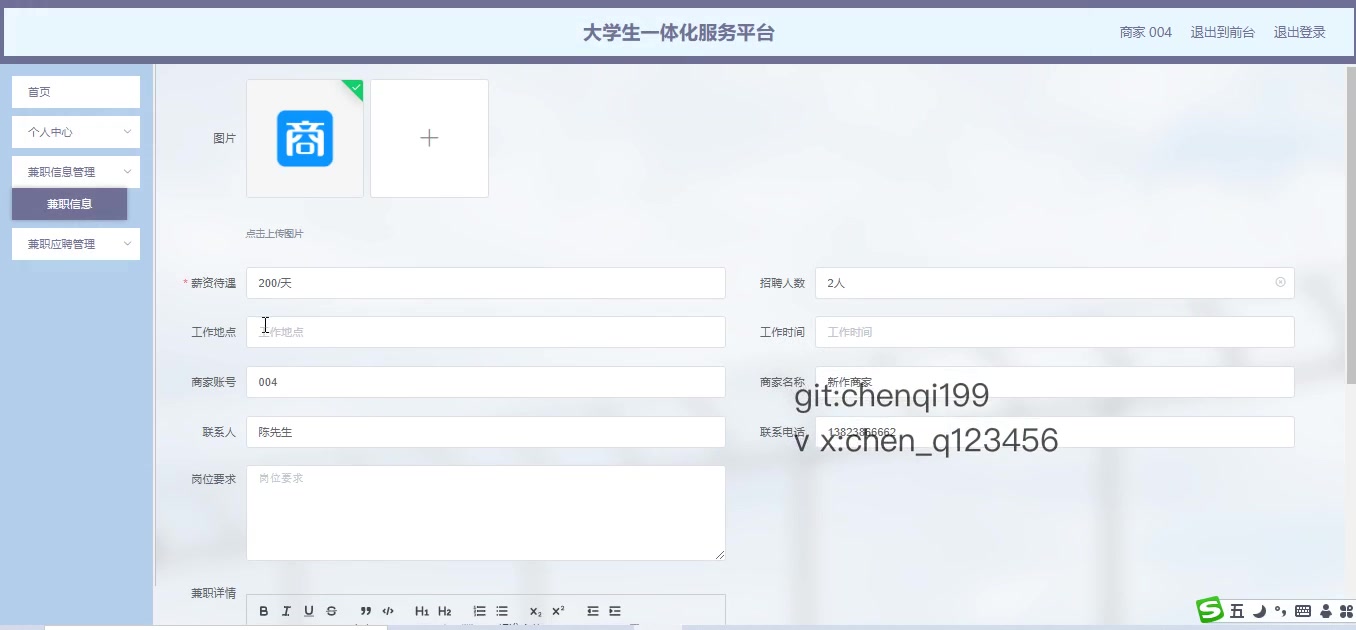 大学生一体化服务平台
商家 004 退出到前台 退出登录
首页
个人中心
兼职信息管理
兼职信息
兼职应聘管理
图片
商
点击上传图片
* 薪资待遇 200/天 招聘人数 2人
工作地点 工作地点 工作时间 工作时间
商家账号 004 商家名称 新作商家
git:chenqi199
联系人 陈先生 联系电话 13823866662
v x:chen_q123456
岗位要求 岗位要求
兼职详情
B I U S H1 H2 X₂ X²
五